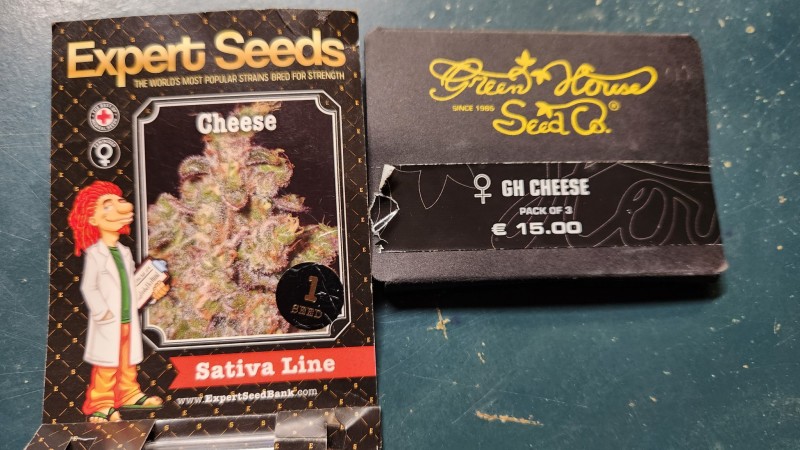 Expert Seeds
THE WORLD'S MOST POPULAR STRAINS BRED FOR STRENGTH
Cheese
1
SEED
Sativa Line
www.ExpertSeedBank.com
Green House
SINCE 1985
Seed Co.®
♀ GH CHEESE
PACK OF 3
€ 15.00